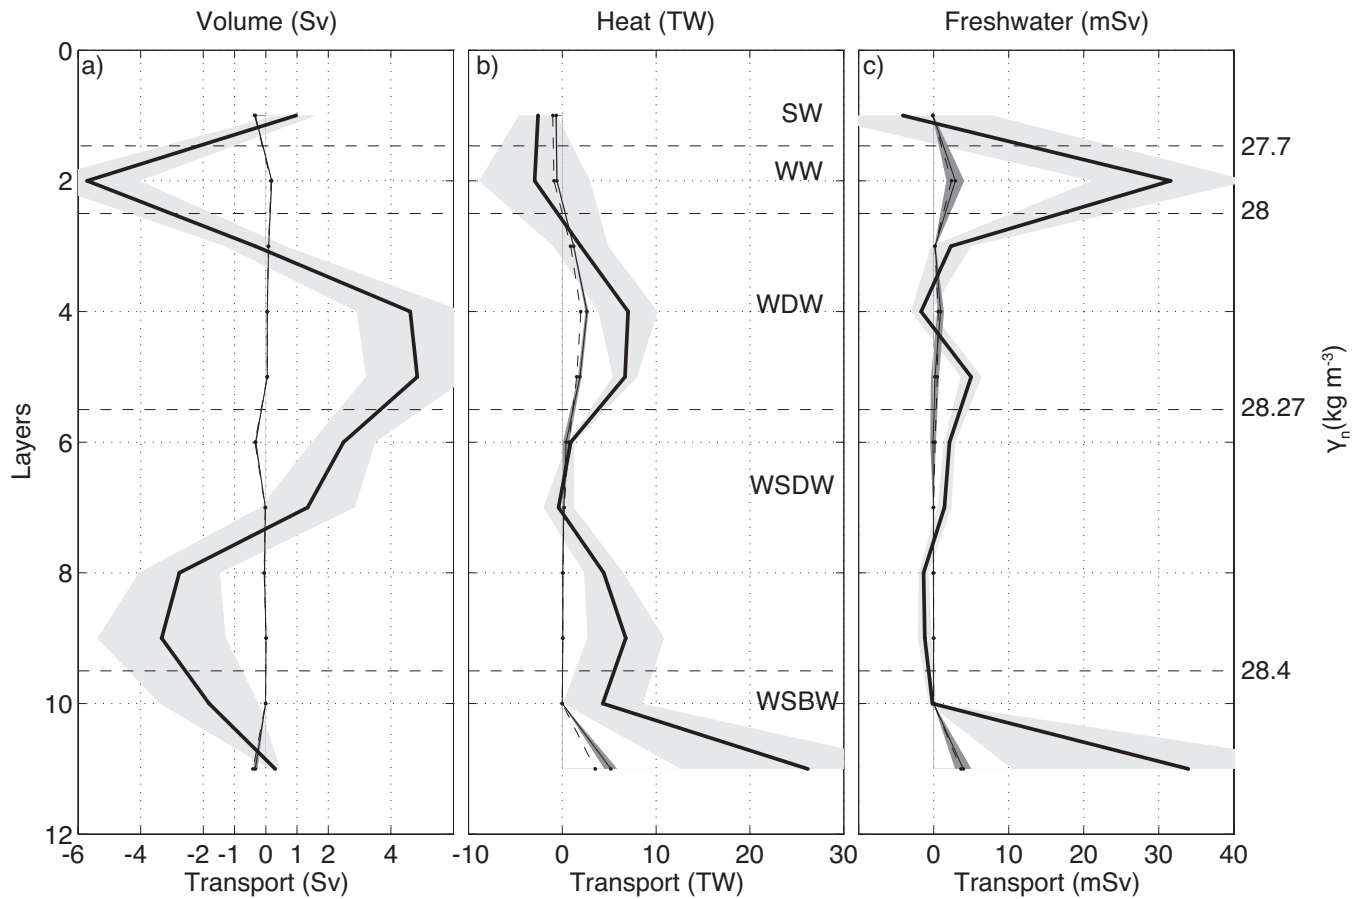 Volume (Sv)
Heat (TW)
Freshwater (mSv)
a)
b)
c)
0
2
4
6
8
10
12
Layers
SW
WW
WDW
WSDW
WSBW
27.7
28
28.27
28.4
γn(kg m-3)
-6 -4 -2 -1 0 1 2 4
-10 0 10 20 30
0 10 20 30 40
Transport (Sv)
Transport (TW)
Transport (mSv)